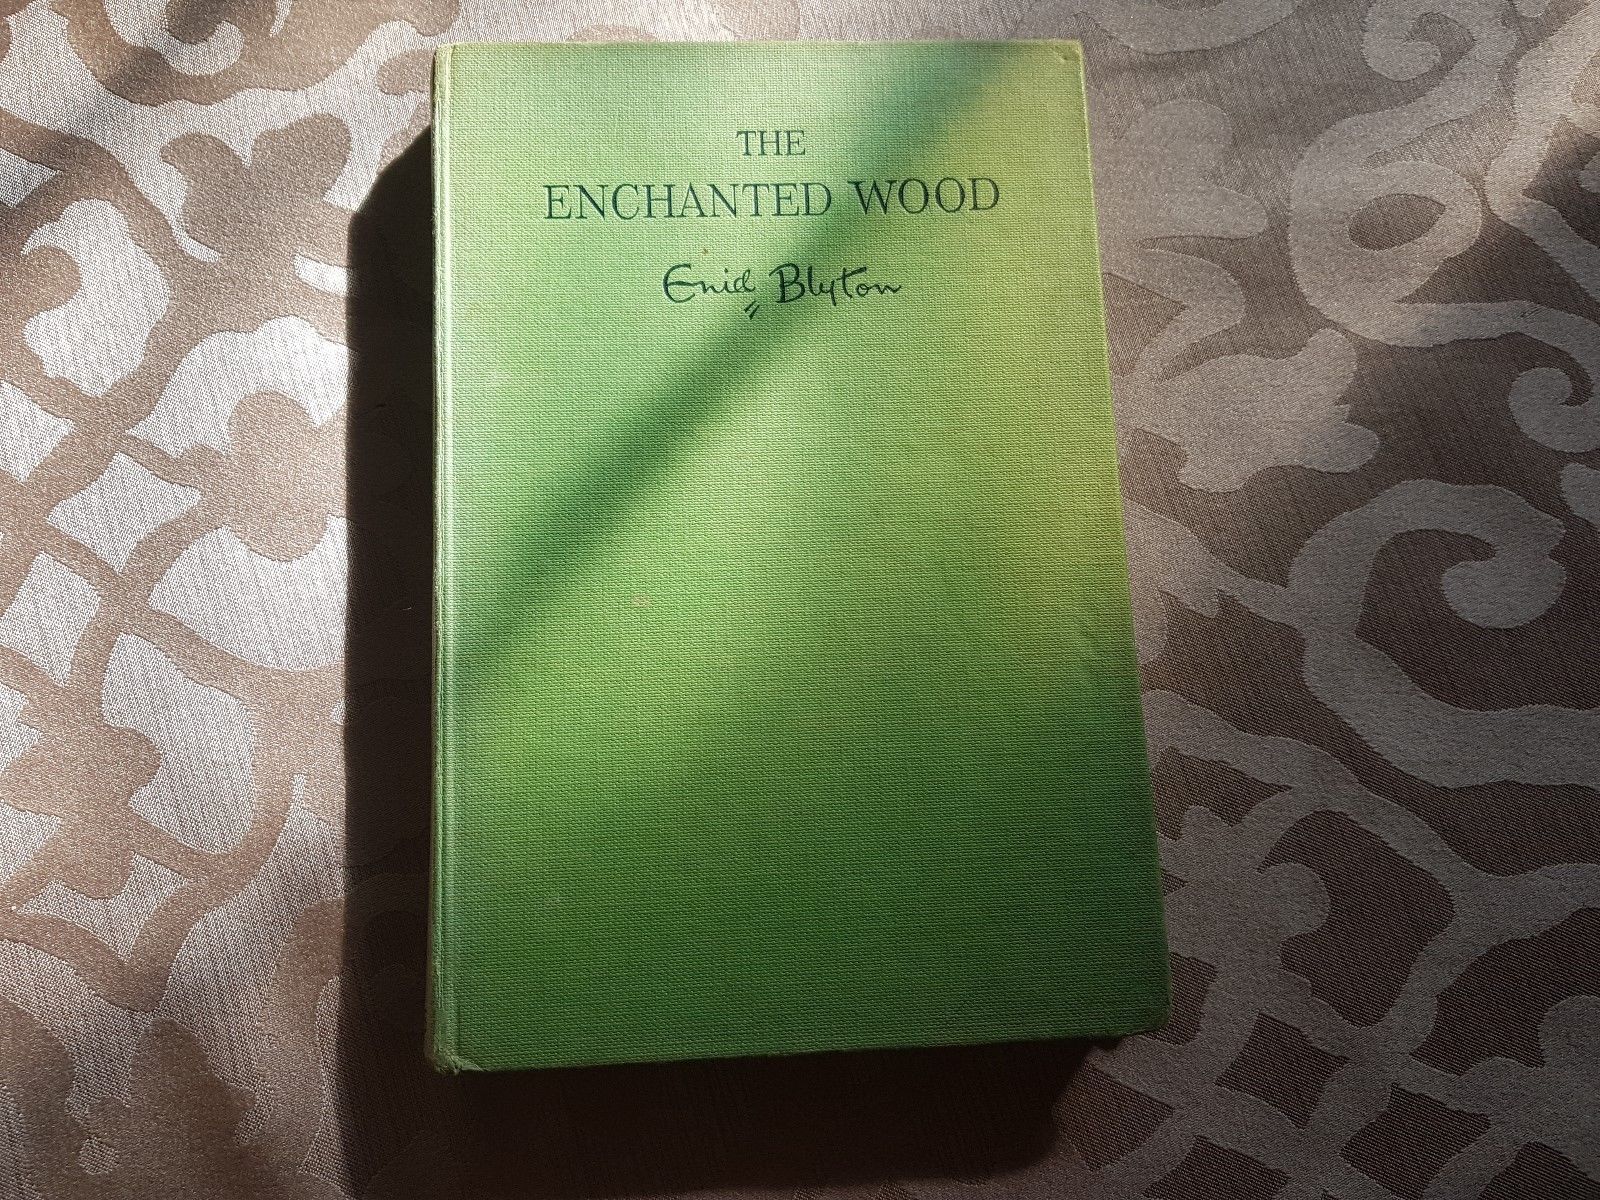 THE
ENCHANTED WOOD
Enid Blyton